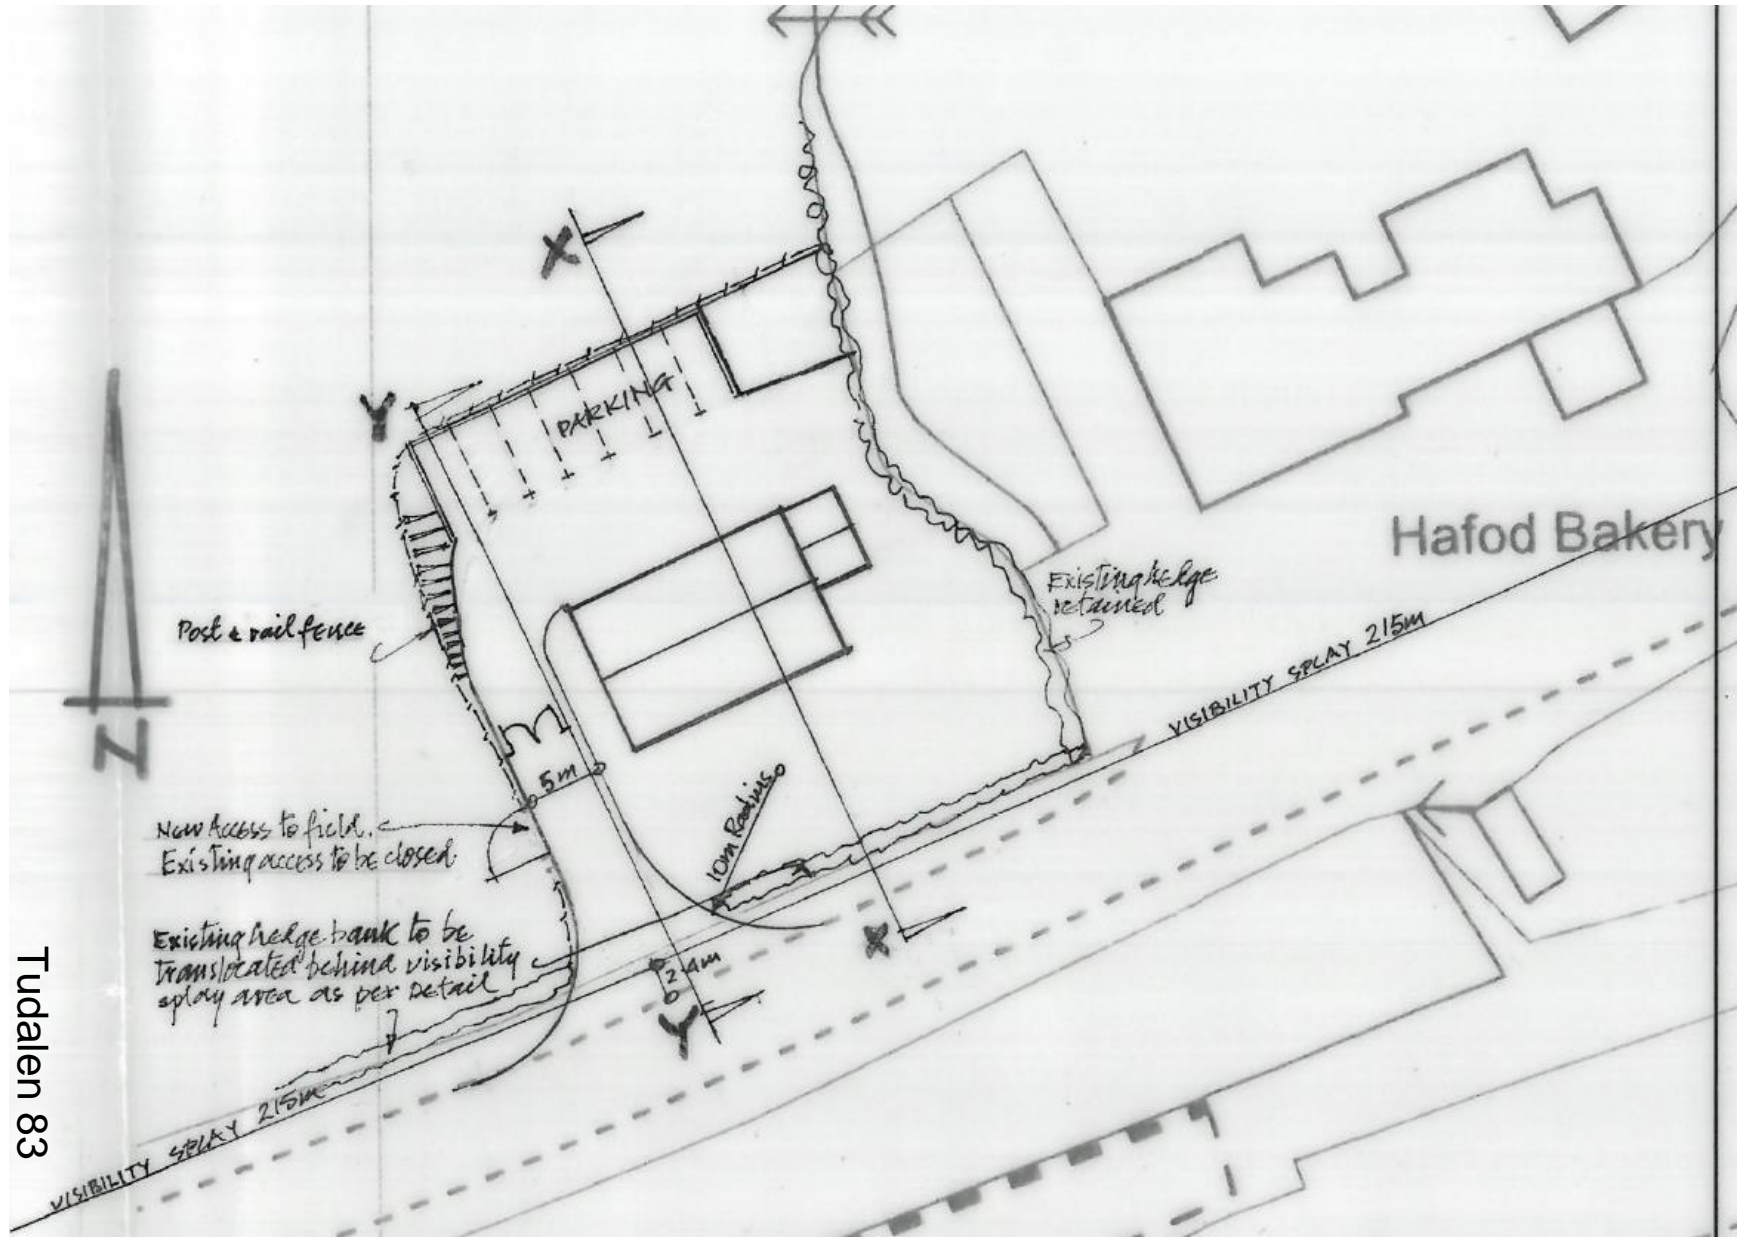 X
Y
PARKING
Hafod Bakery
Existing hedge
retained
Post & rail fence
VISIBILITY SPLAY 215m
N
5m
10m Radius
New Access to field.
Existing access to be closed
Existing hedge bank to be
translocated behind visibility
splay area as per Detail
2.4m
X
Y
VISIBILITY SPLAY 215m
Tudalen 83